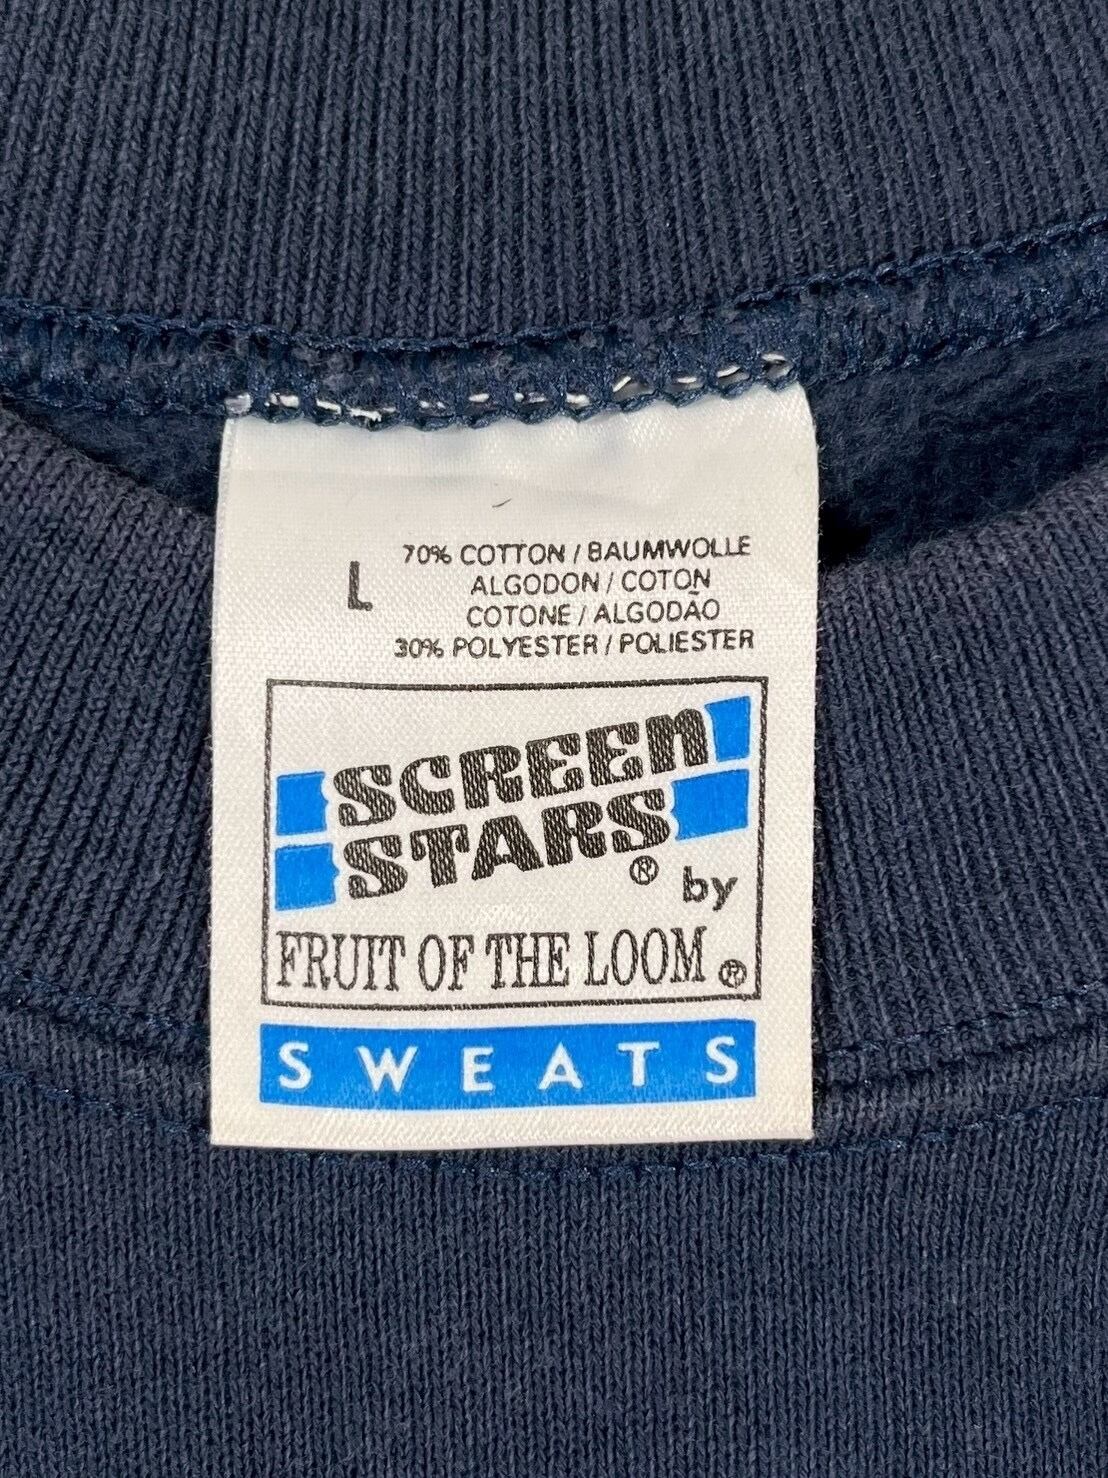 L
70% COTTON / BAUMWOLLE
ALGODON / COTON
COTONE / ALGODÃO
30% POLYESTER / POLIESTER
SCREEN
STARS® by
FRUIT OF THE LOOM®
SWEATS